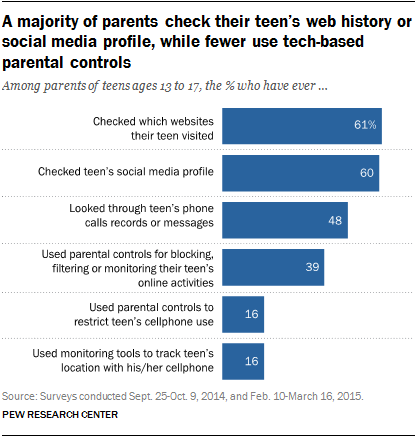 A majority of parents check their teen's web history or
social media profile, while fewer use tech-based
parental controls
Among parents of teens ages 13 to 17, the % who have ever ...
Checked which websites
their teen visited
61%
Checked teen's social media profile
60
Looked through teen's phone
calls records or messages
48
Used parental controls for blocking,
filtering or monitoring their teen's
online activities
39
Used parental controls to
restrict teen's cellphone use
16
Used monitoring tools to track teen's
location with his/her cellphone
16
Source: Surveys conducted Sept. 25-Oct. 9, 2014, and Feb. 10-March 16, 2015.
PEW RESEARCH CENTER